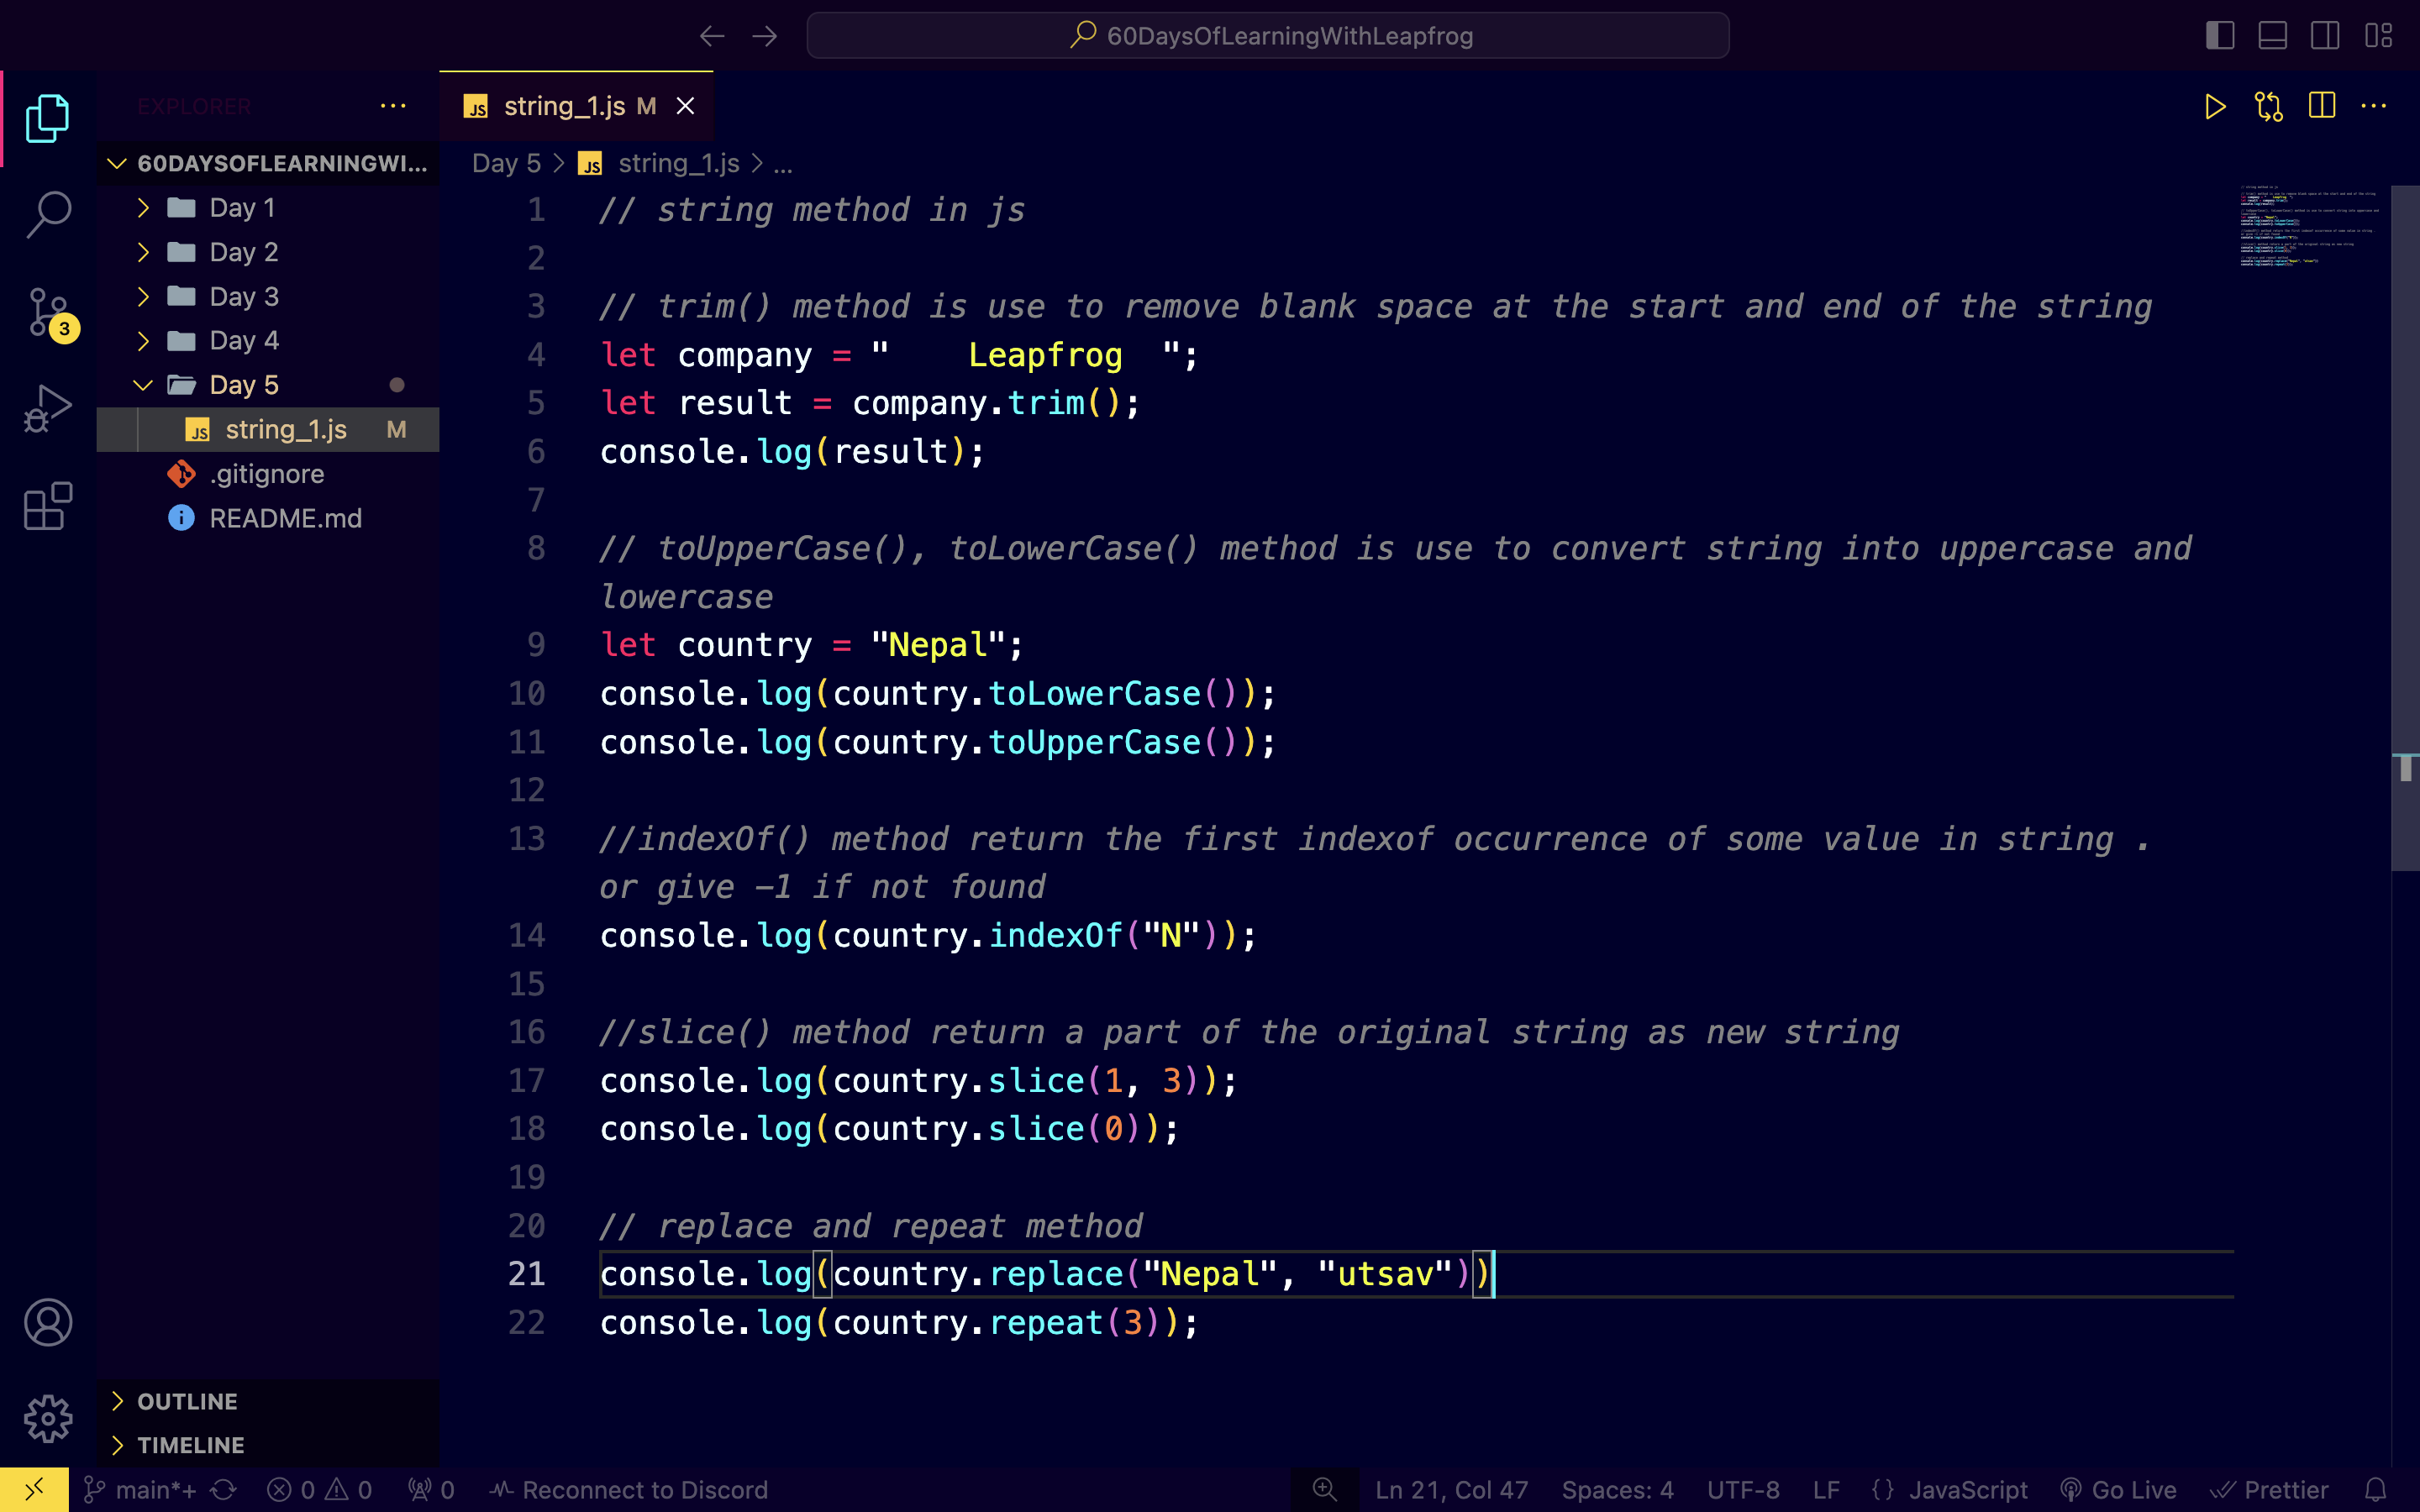 60DaysOfLearningWithLeapfrog
EXPLORER
JS string_1.js M
60DAYSOFLEARNINGWI...
Day 1
Day 2
Day 3
Day 4
Day 5
JS string_1.js M
.gitignore
README.md
3
OUTLINE
TIMELINE
Day 5 > JS string_1.js > ...
1 // string method in js
2
3 // trim() method is use to remove blank space at the start and end of the string
4 let company = "    Leapfrog  ";
5 let result = company.trim();
6 console.log(result);
7
8 // toUpperCase(), toLowerCase() method is use to convert string into uppercase and
lowercase
9 let country = "Nepal";
10 console.log(country.toLowerCase());
11 console.log(country.toUpperCase());
12
13 //indexOf() method return the first indexof occurrence of some value in string .
or give -1 if not found
14 console.log(country.indexOf("N"));
15
16 //slice() method return a part of the original string as new string
17 console.log(country.slice(1, 3));
18 console.log(country.slice(0));
19
20 // replace and repeat method
21 console.log(country.replace("Nepal", "utsav"))
22 console.log(country.repeat(3));
main*+ 0 0 0 Reconnect to Discord Ln 21, Col 47 Spaces: 4 UTF-8 LF {} JavaScript Go Live Prettier